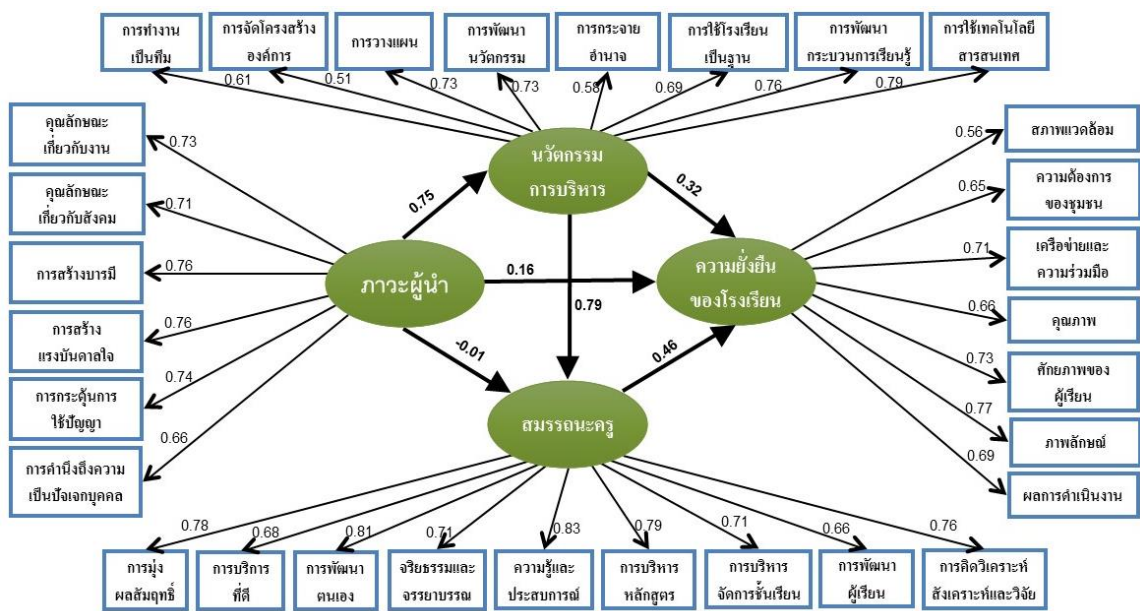 การทำงาน
เป็นทีม
การจัดโครงสร้าง
องค์การ
การวางแผน
การพัฒนา
นวัตกรรม
การกระจาย
อำนาจ
การใช้โรงเรียน
เป็นฐาน
การพัฒนา
กระบวนการเรียนรู้
การใช้เทคโนโลยี
สารสนเทศ
0.61
0.51
0.73
0.73
0.58
0.69
0.76
0.79
คุณลักษณะ
เกี่ยวกับงาน
คุณลักษณะ
เกี่ยวกับสังคม
การสร้างบารมี
การสร้าง
แรงบันดาลใจ
การกระตุ้นการ
ใช้ปัญญา
การคำนึงถึงความ
เป็นปัจเจกบุคคล
0.73
0.71
0.76
0.76
0.74
0.66
นวัตกรรม
การบริหาร
0.75
0.32
ภาวะผู้นำ
0.16
0.79
ความยั่งยืน
ของโรงเรียน
-0.01
0.46
สมรรถนะครู
0.56
0.65
0.71
0.66
0.73
0.77
0.69
สภาพแวดล้อม
ความต้องการ
ของชุมชน
เครือข่ายและ
ความร่วมมือ
คุณภาพ
ศักยภาพของ
ผู้เรียน
ภาพลักษณ์
ผลการดำเนินงาน
0.78
0.68
0.81
0.71
0.83
0.79
0.71
0.66
0.76
การมุ่ง
ผลสัมฤทธิ์
การบริการ
ที่ดี
การพัฒนา
ตนเอง
จริยธรรมและ
จรรยาบรรณ
ความรู้และ
ประสบการณ์
การบริหาร
หลักสูตร
การบริหาร
จัดการชั้นเรียน
การพัฒนา
ผู้เรียน
การคิดวิเคราะห์
สังเคราะห์และวิจัย